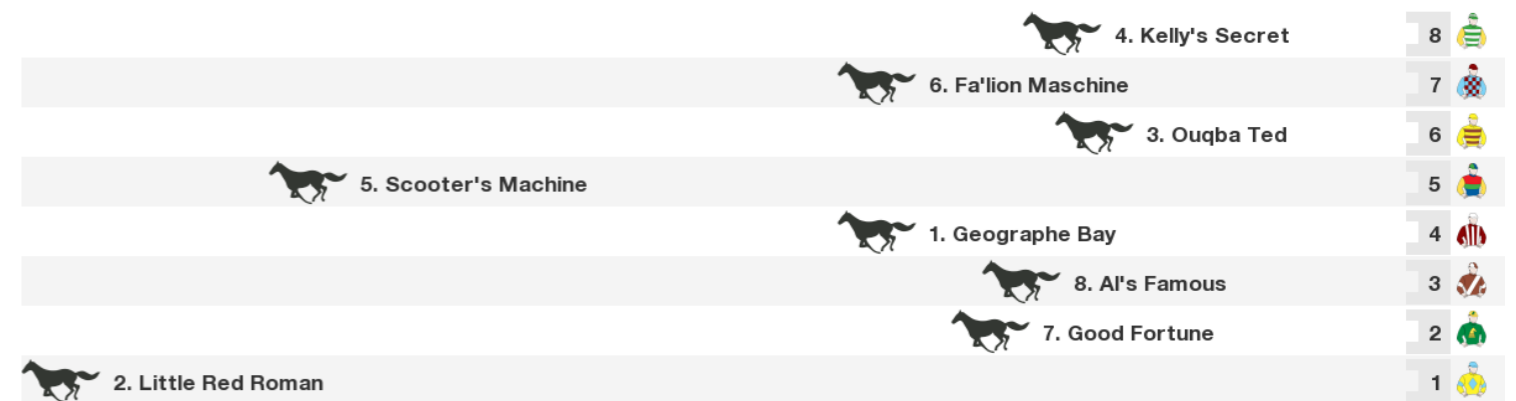 4. Kelly's Secret 8
6. Fa'lion Maschine 7
3. Ouqba Ted 6
5. Scooter's Machine 5
1. Geographe Bay 4
8. Al's Famous 3
7. Good Fortune 2
2. Little Red Roman 1